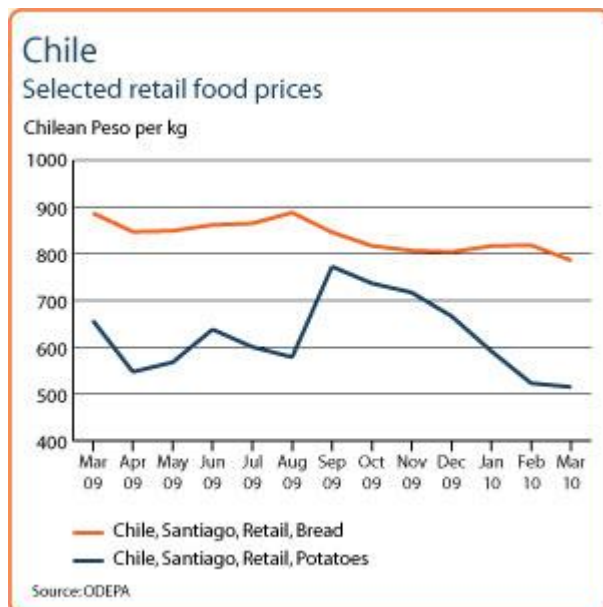 Chile
Selected retail food prices
Chilean Peso per kg
1000
900
800
700
600
500
400
Mar Apr May Jun Jul Aug Sep Oct Nov Dec Jan Feb Mar
09 09 09 09 09 09 09 09 09 09 10 10 10
Chile, Santiago, Retail, Bread
Chile, Santiago, Retail, Potatoes
Source: ODEPA